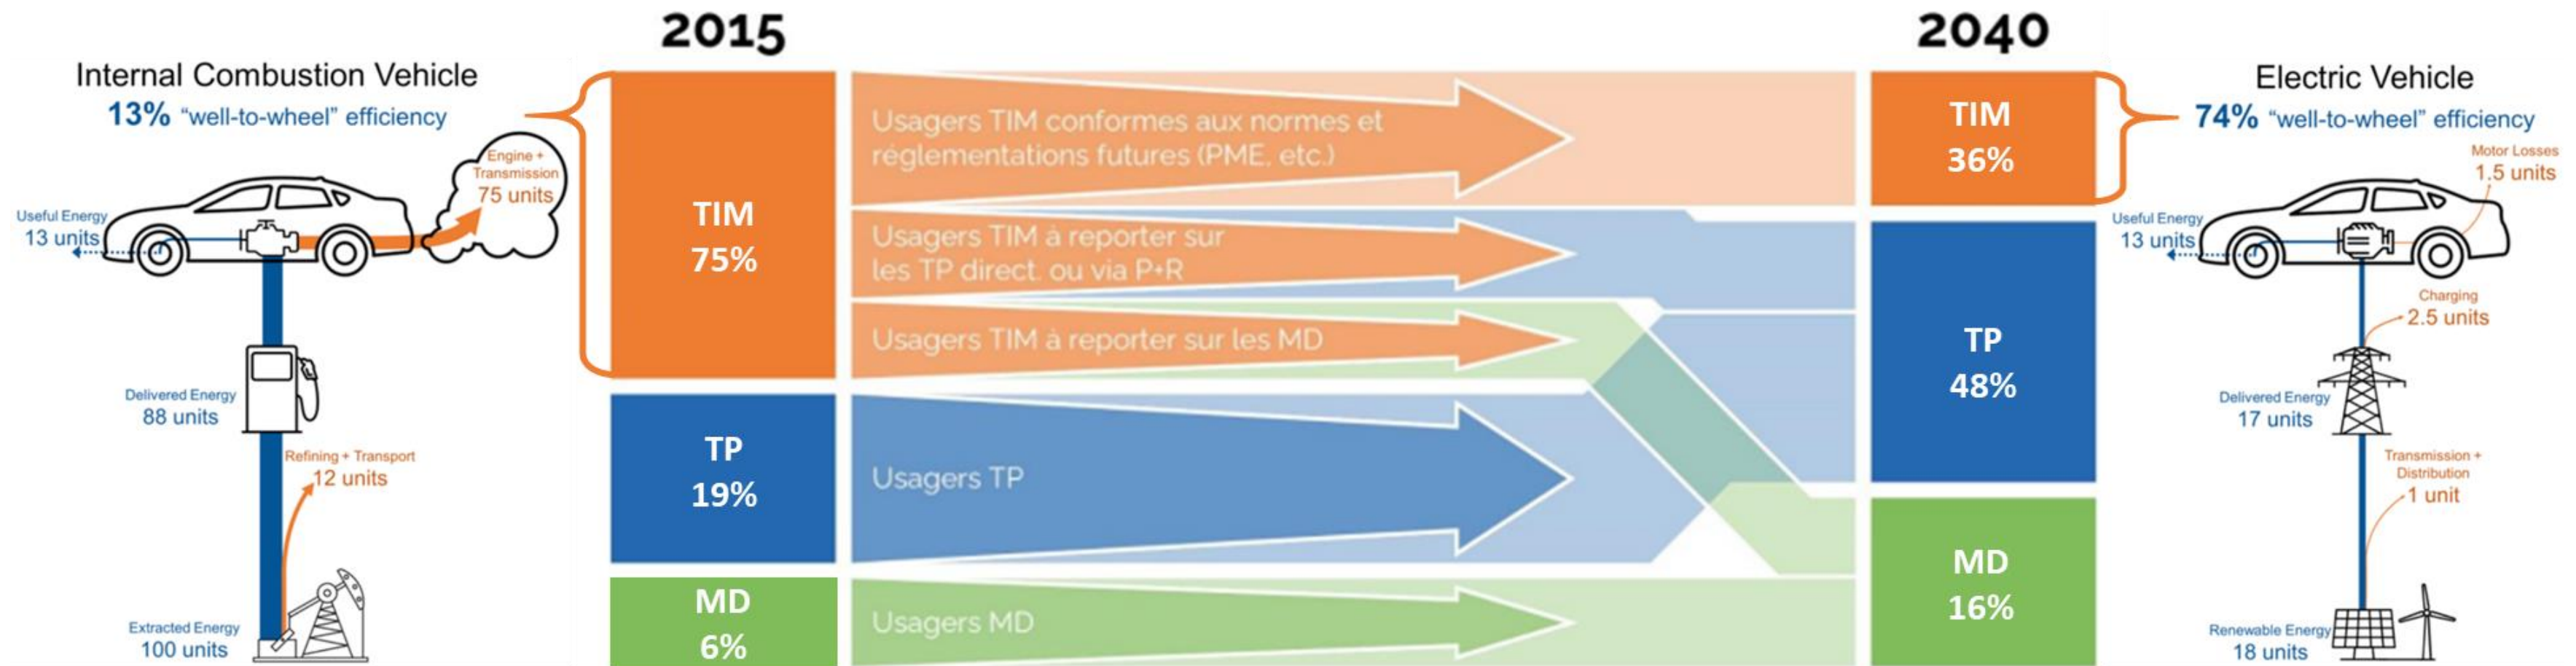 2015
2040
Internal Combustion Vehicle
13% “well-to-wheel” efficiency
Engine +
Transmission
75 units
Useful Energy
13 units
Delivered Energy
88 units
Refining + Transport
12 units
Extracted Energy
100 units
TIM
75%
TP
19%
MD
6%
Usagers TIM conformes aux normes et
réglementations futures (PME, etc.)
Usagers TIM à reporter sur
les TP direct. ou via P+R
Usagers TIM à reporter sur les MD
Usagers TP
Usagers MD
TIM
36%
TP
48%
MD
16%
Electric Vehicle
74% “well-to-wheel” efficiency
Motor Losses
1.5 units
Useful Energy
13 units
Charging
2.5 units
Delivered Energy
17 units
Transmission +
Distribution
1 unit
Renewable Energy
18 units